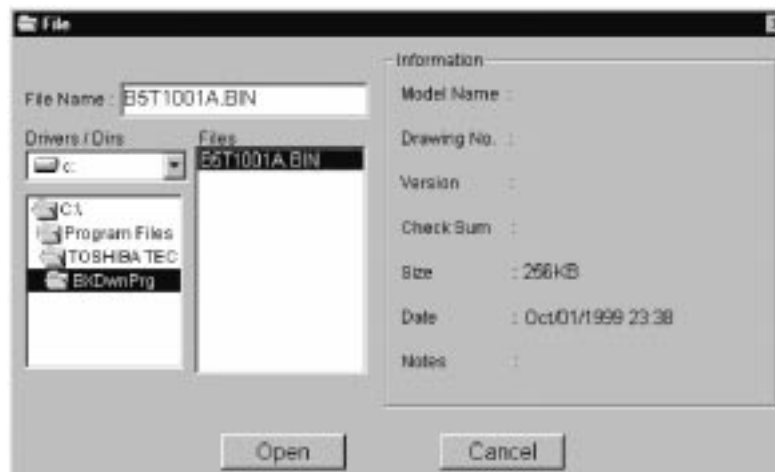 File
File Name : B5T1001A.BIN
Drivers / Dirs
c:
C:\
Program Files
TOSHIBA TEC
BXDwnPrg
Files
B5T1001A.BIN
Information
Model Name :
Drawing No. :
Version :
Check Sum :
Size : 256KB
Date : Oct/01/1999 23:38
Notes :
Open
Cancel